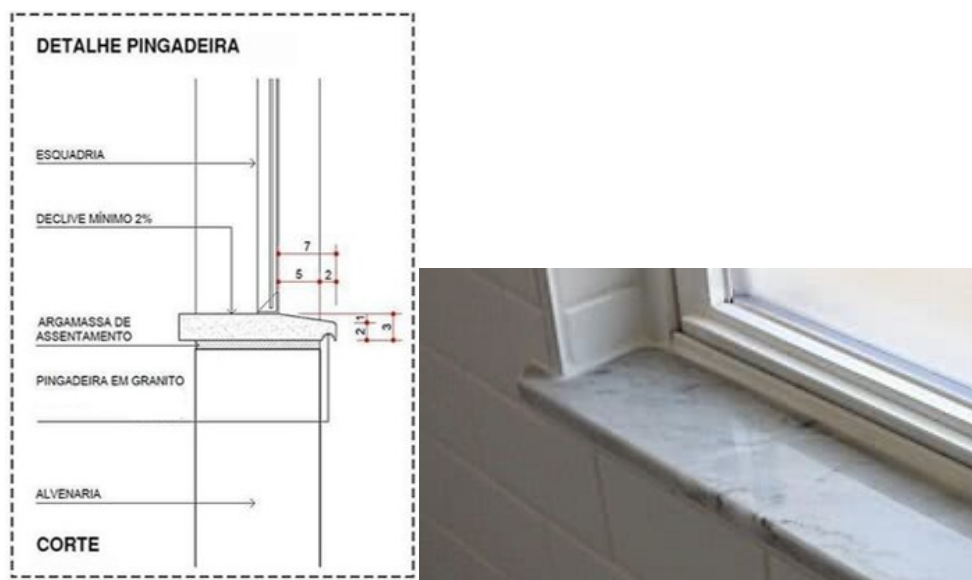 DETALHE PINGADEIRA
ESQUADRIA
DECLIVE MÍNIMO 2%
7
5
2
1
2
3
ARGAMASSA DE
ASSENTAMENTO
PINGADEIRA EM GRANITO
ALVENARIA
CORTE